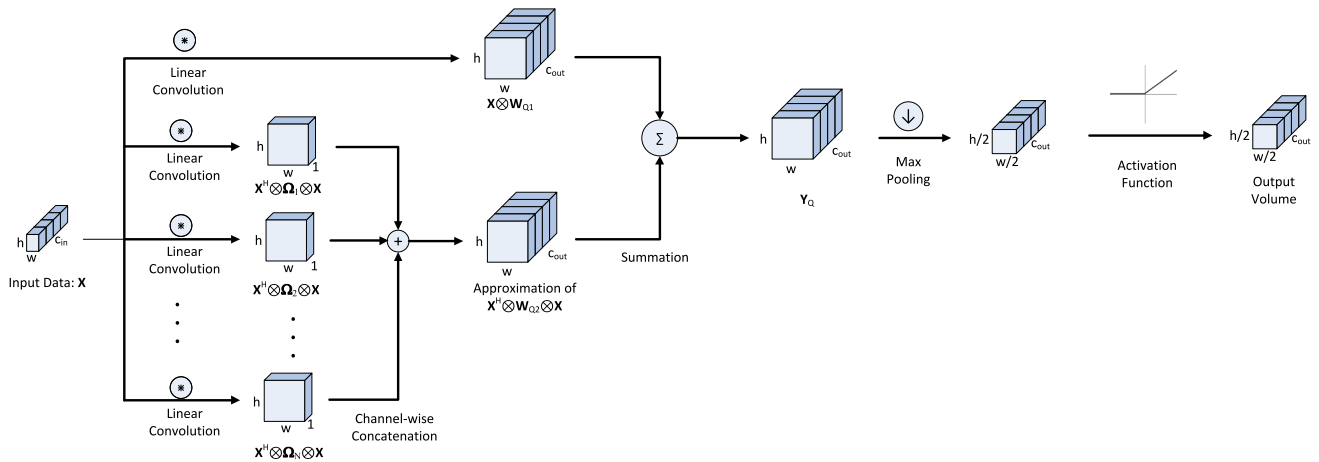 Linear
Convolution
h
w
c_out
X⊗W_Q1
Linear
Convolution
h
w
1
X^H⊗Ω_1⊗X
h
w
c_in
Input Data: X
Linear
Convolution
h
w
1
X^H⊗Ω_2⊗X
Linear
Convolution
h
w
1
X^H⊗Ω_N⊗X
+
Channel-wise
Concatenation
h
w
c_out
Approximation of
X^H⊗W_Q2⊗X
Σ
Summation
h
w
c_out
Y_Q
Max
Pooling
h/2
w/2
c_out
Activation
Function
h/2
w/2
c_out
Output
Volume